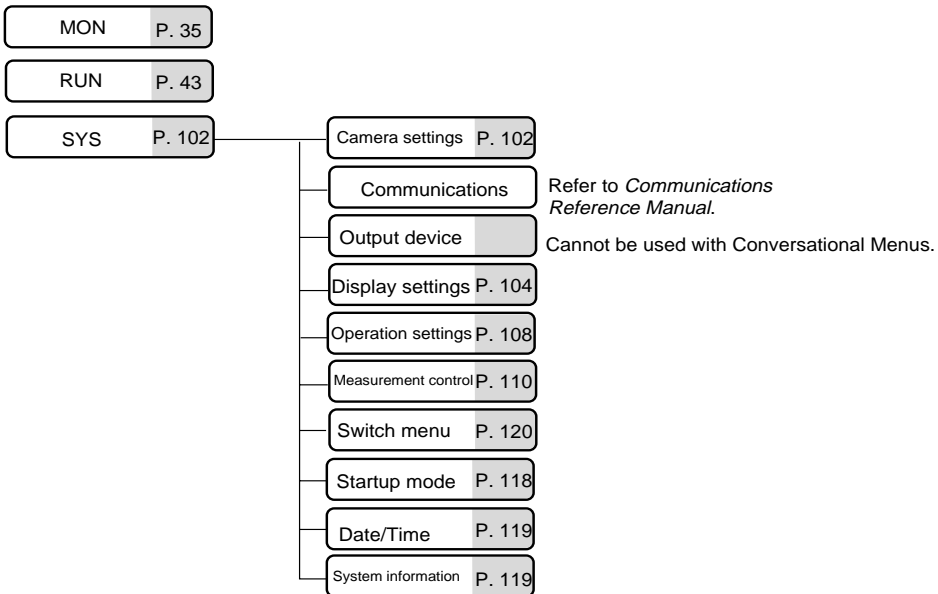 MON P. 35
RUN P. 43
SYS P. 102
Camera settings P. 102
Communications
Refer to Communications
Reference Manual.
Output device
Cannot be used with Conversational Menus.
Display settings P. 104
Operation settings P. 108
Measurement control P. 110
Switch menu P. 120
Startup mode P. 118
Date/Time P. 119
System information P. 119